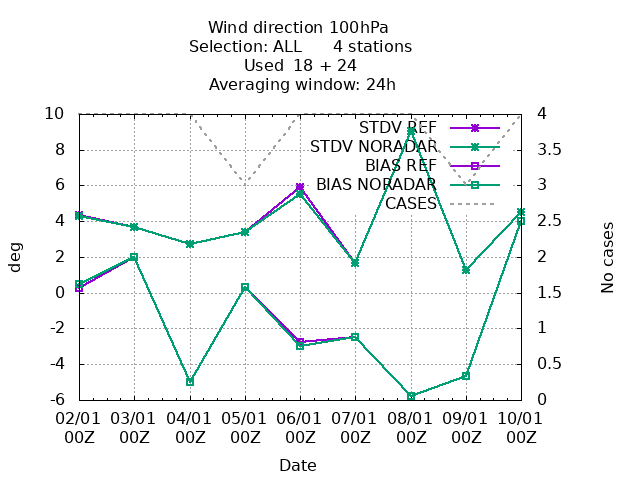 Wind direction 100hPa
Selection: ALL      4 stations
Used  18 + 24
Averaging window: 24h
10
8
6
4
2
0
-2
-4
-6
deg
STDV REF
STDV NORADAR
BIAS REF
BIAS NORADAR
CASES
4
3.5
3
2.5
2
1.5
1
0.5
0
No cases
02/01 03/01 04/01 05/01 06/01 07/01 08/01 09/01 10/01
00Z 00Z 00Z 00Z 00Z 00Z 00Z 00Z 00Z
Date